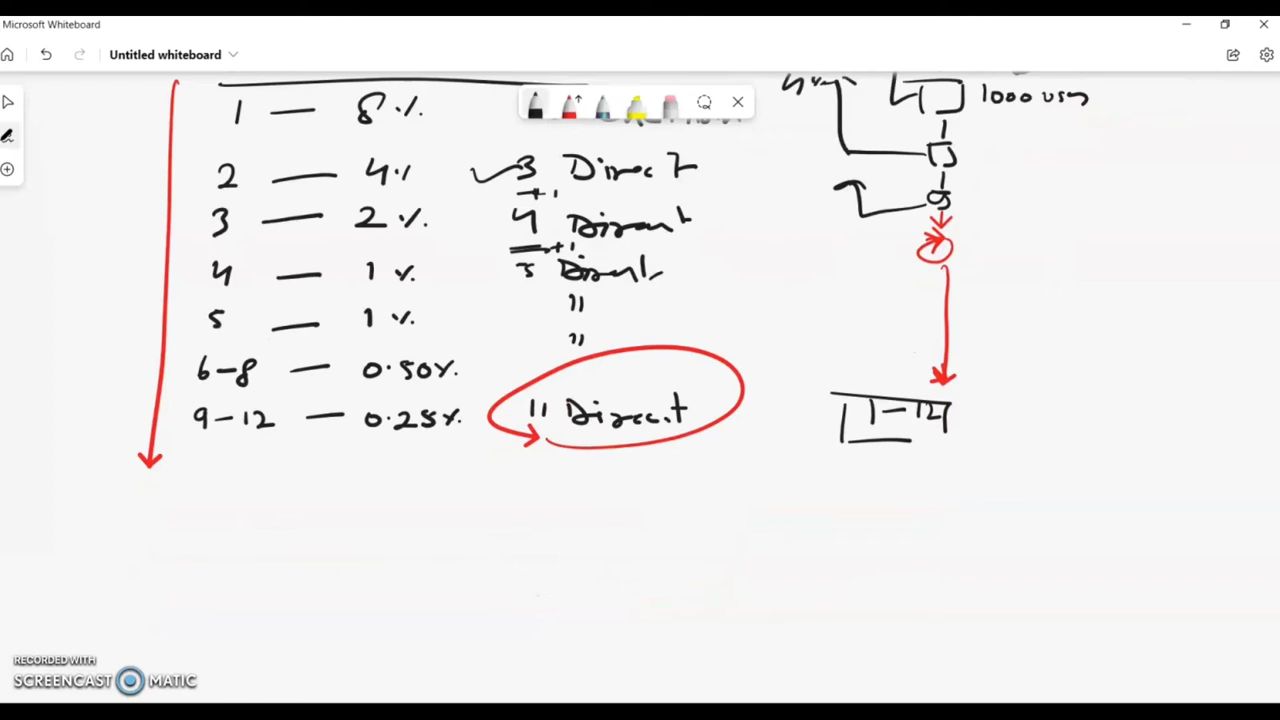 Microsoft Whiteboard
Untitled whiteboard
1 — 8%
1000 USD
2 — 4% 3 Direct
+1
3 — 2% 4 Direct
+1
4 — 1% 5 Direct
"
5 — 1%
"
6-8 — 0.50%
9-12 — 0.25% 11 Direct
1-12
RECORDED WITH
SCREENCAST MATIC